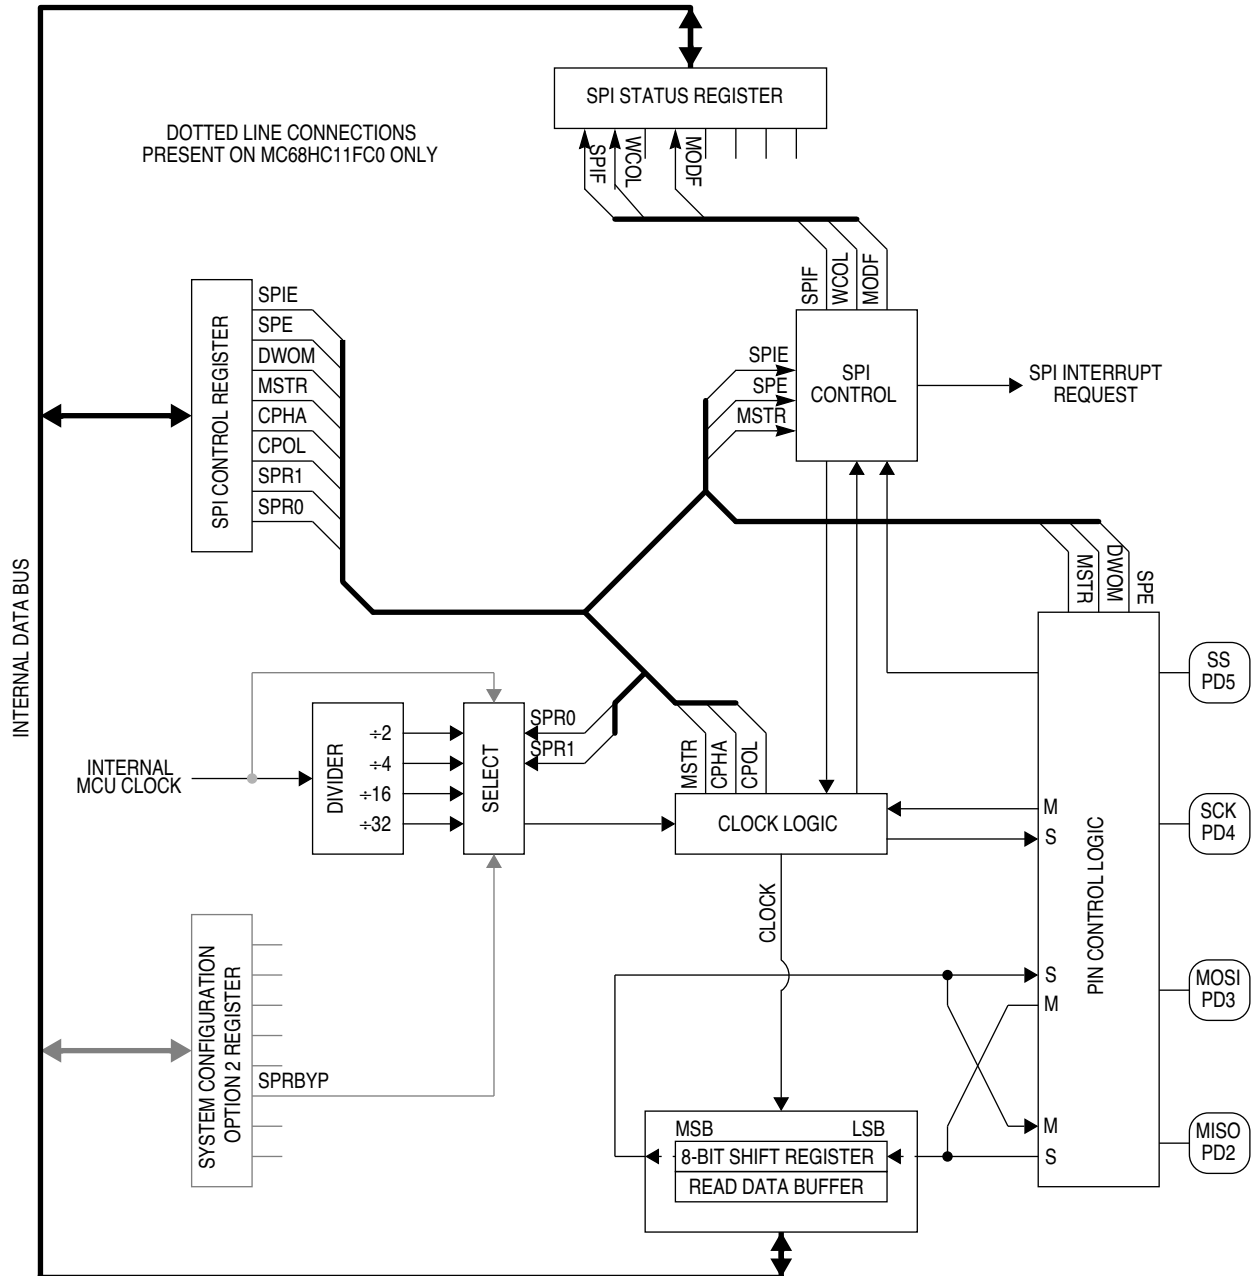 SPI STATUS REGISTER
DOTTED LINE CONNECTIONS
PRESENT ON MC68HC11FC0 ONLY
SPIF
WCOL
MODF
SPIF
WCOL
MODF
SPI CONTROL REGISTER
SPIE
SPE
DWOM
MSTR
CPHA
CPOL
SPR1
SPR0
SPIE
SPE
MSTR
SPI
CONTROL
SPI INTERRUPT
REQUEST
INTERNAL DATA BUS
MSTR
DWOM
SPE
SS
PD5
INTERNAL
MCU CLOCK
DIVIDER
÷2
÷4
÷16
÷32
SELECT
SPR0
SPR1
MSTR
CPHA
CPOL
CLOCK LOGIC
M
S
SCK
PD4
PIN CONTROL LOGIC
CLOCK
S
M
MOSI
PD3
SYSTEM CONFIGURATION
OPTION 2 REGISTER
SPRBYP
MSB
LSB
8-BIT SHIFT REGISTER
READ DATA BUFFER
M
S
MISO
PD2